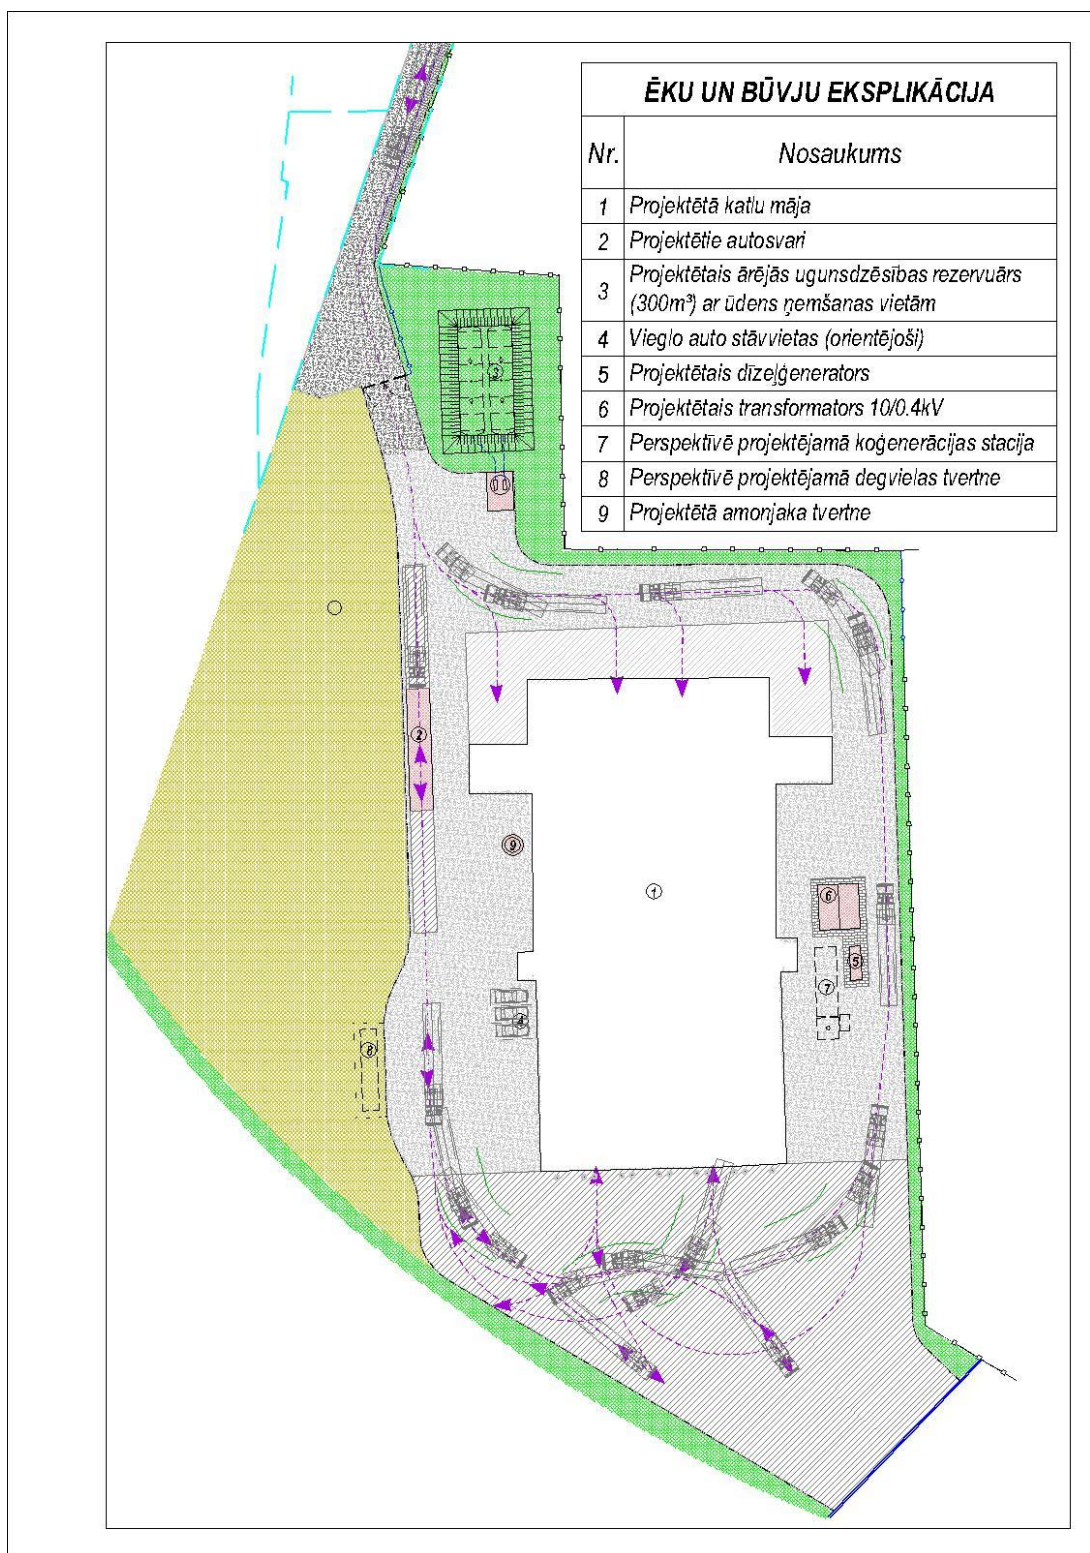 ĒKU UN BŪVJU EKSPLIKĀCIJA
Nr. Nosaukums
1 Projektētā katlu māja
2 Projektētie autosvari
3 Projektētais ārējās ugunsdzēsības rezervuārs
(300m³) ar ūdens ņemšanas vietām
4 Vieglo auto stāvvietas (orientējoši)
5 Projektētais dīzeļģenerators
6 Projektētais transformators 10/0.4kV
7 Perspektīvē projektējamā koģenerācijas stacija
8 Perspektīvē projektējamā degvielas tvertne
9 Projektētā amonjaka tvertne
3
2
9
1
6
5
7
4
8